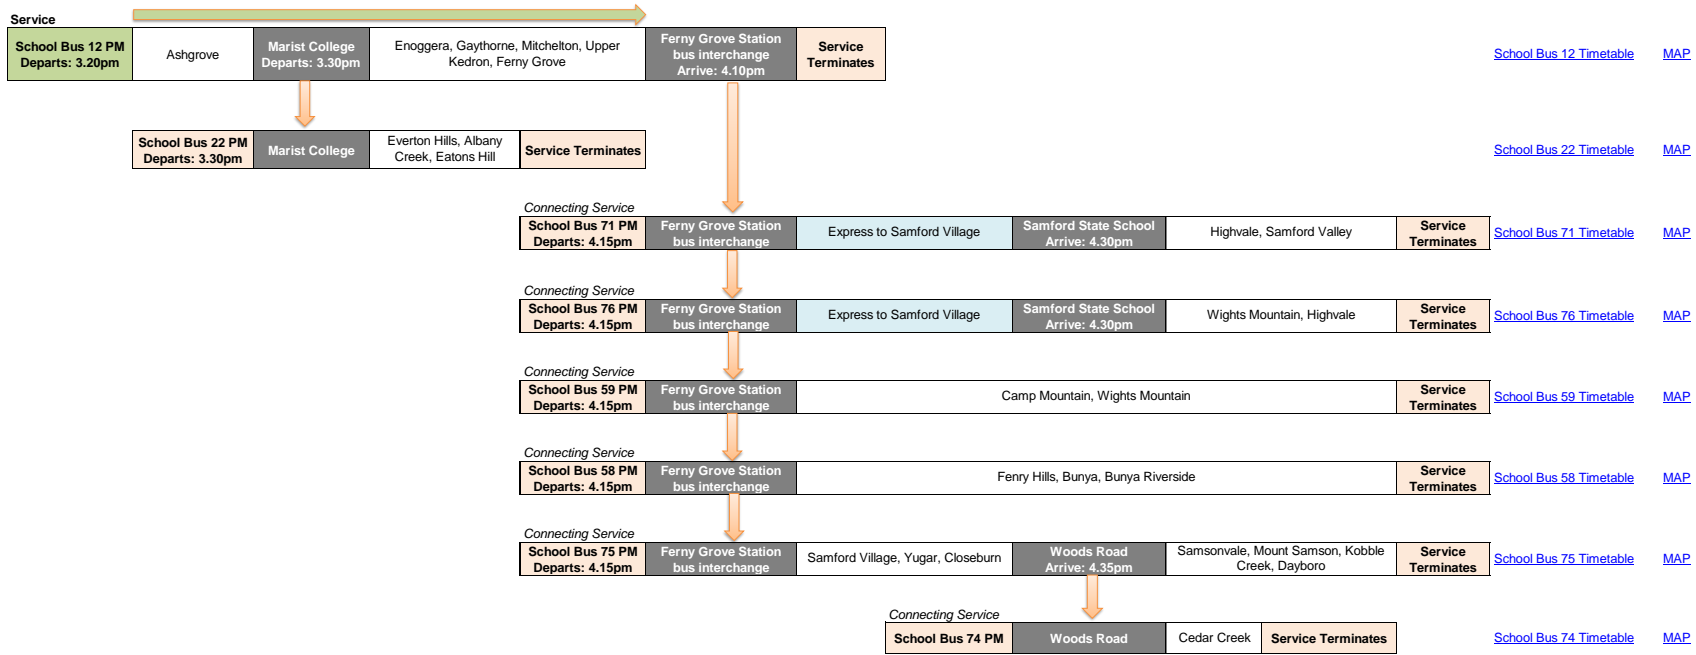 Service
School Bus 12 PM
Departs: 3.20pm
Ashgrove
Marist College
Departs: 3.30pm
Enoggera, Gaythorne, Mitchelton, Upper
Kedron, Ferny Grove
Ferny Grove Station
bus interchange
Arrive: 4.10pm
Service
Terminates
School Bus 12 Timetable
MAP
School Bus 22 PM
Departs: 3.30pm
Marist College
Everton Hills, Albany
Creek, Eatons Hill
Service Terminates
School Bus 22 Timetable
MAP
Connecting Service
School Bus 71 PM
Departs: 4.15pm
Ferny Grove Station
bus interchange
Express to Samford Village
Samford State School
Arrive: 4.30pm
Highvale, Samford Valley
Service
Terminates
School Bus 71 Timetable
MAP
Connecting Service
School Bus 76 PM
Departs: 4.15pm
Ferny Grove Station
bus interchange
Express to Samford Village
Samford State School
Arrive: 4.30pm
Wights Mountain, Highvale
Service
Terminates
School Bus 76 Timetable
MAP
Connecting Service
School Bus 59 PM
Departs: 4.15pm
Ferny Grove Station
bus interchange
Camp Mountain, Wights Mountain
Service
Terminates
School Bus 59 Timetable
MAP
Connecting Service
School Bus 58 PM
Departs: 4.15pm
Ferny Grove Station
bus interchange
Fenry Hills, Bunya, Bunya Riverside
Service
Terminates
School Bus 58 Timetable
MAP
Connecting Service
School Bus 75 PM
Departs: 4.15pm
Ferny Grove Station
bus interchange
Samford Village, Yugar, Closeburn
Woods Road
Arrive: 4.35pm
Samsonvale, Mount Samson, Kobble
Creek, Dayboro
Service
Terminates
School Bus 75 Timetable
MAP
Connecting Service
School Bus 74 PM
Woods Road
Cedar Creek
Service Terminates
School Bus 74 Timetable
MAP